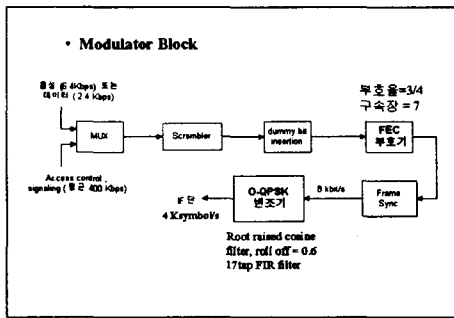 • Modulator Block
음성 (6.4Kbps) 또는
데이터 (2.4 Kbps)
MUX
Scrambler
dummy bit
insertion
부호율=3/4
구속장 = 7
FEC
부호기
Access control,
signaling (평균 400 Kbps)
IF 단
4 Ksymbol/s
O-QPSK
변조기
8 kbit/s
Frame
Sync
Root raised cosine
filter, roll off = 0.6
17tap FIR filter